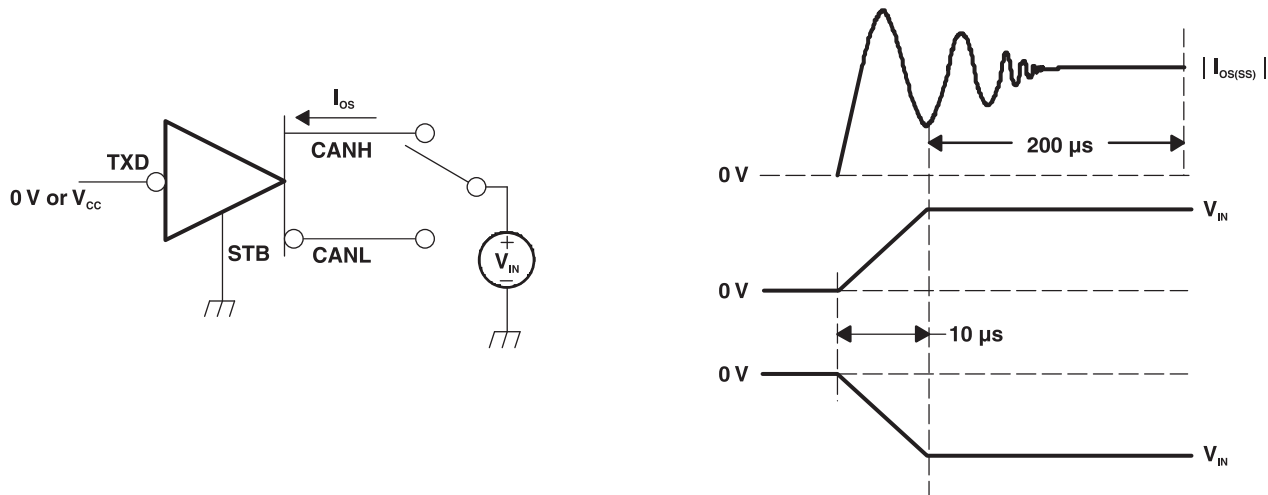 I_OS
CANH
TXD
0 V or V_CC
STB
CANL
+
V_IN
−
| I_OS(SS) |
200 µs
0 V
V_IN
0 V
10 µs
0 V
V_IN